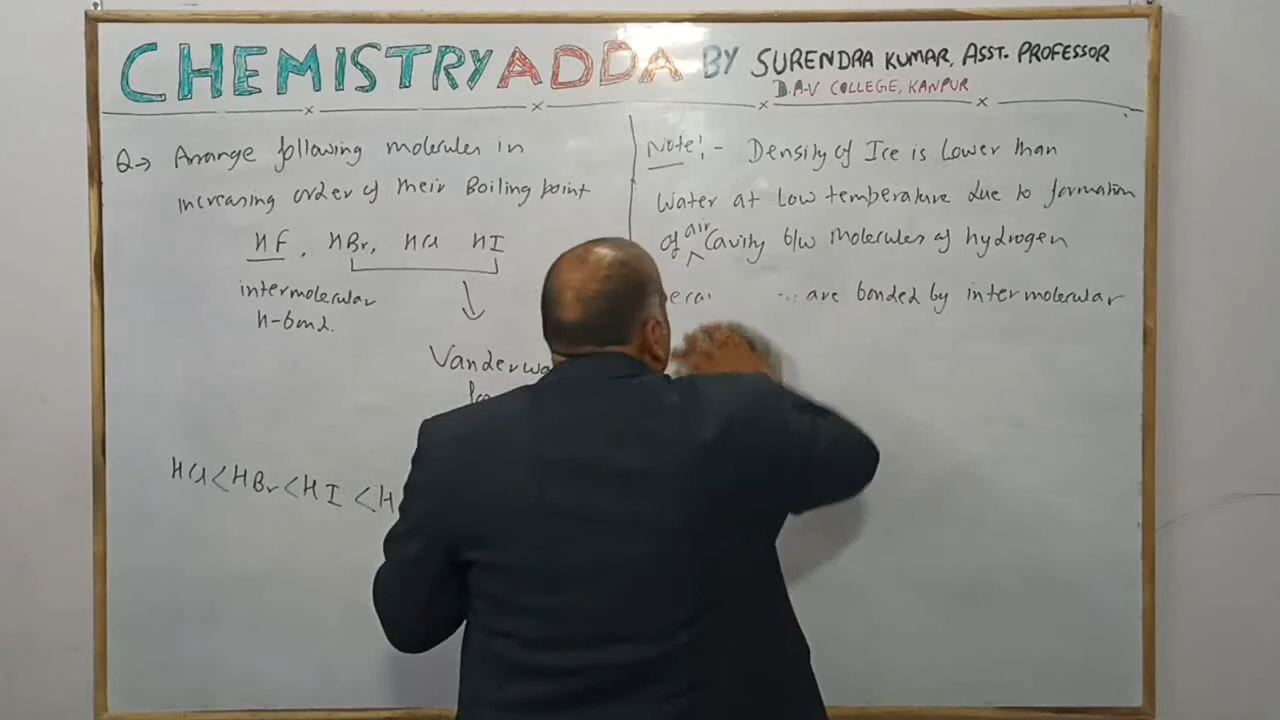 CHEMISTRY ADDA BY SURENDRA KUMAR, ASST. PROFESSOR
D.A-V COLLEGE, KANPUR
Q→ Arrange following molecules in
increasing order of their Boiling point
HF, HBr, HCl HI
intermolecular
H-bond.
HCl < HBr < HI < H
Note! - Density of Ice is Lower than
Water at Low temperature due to formation
of air Cavity b/w Molecules of hydrogen
are bonded by intermolecular